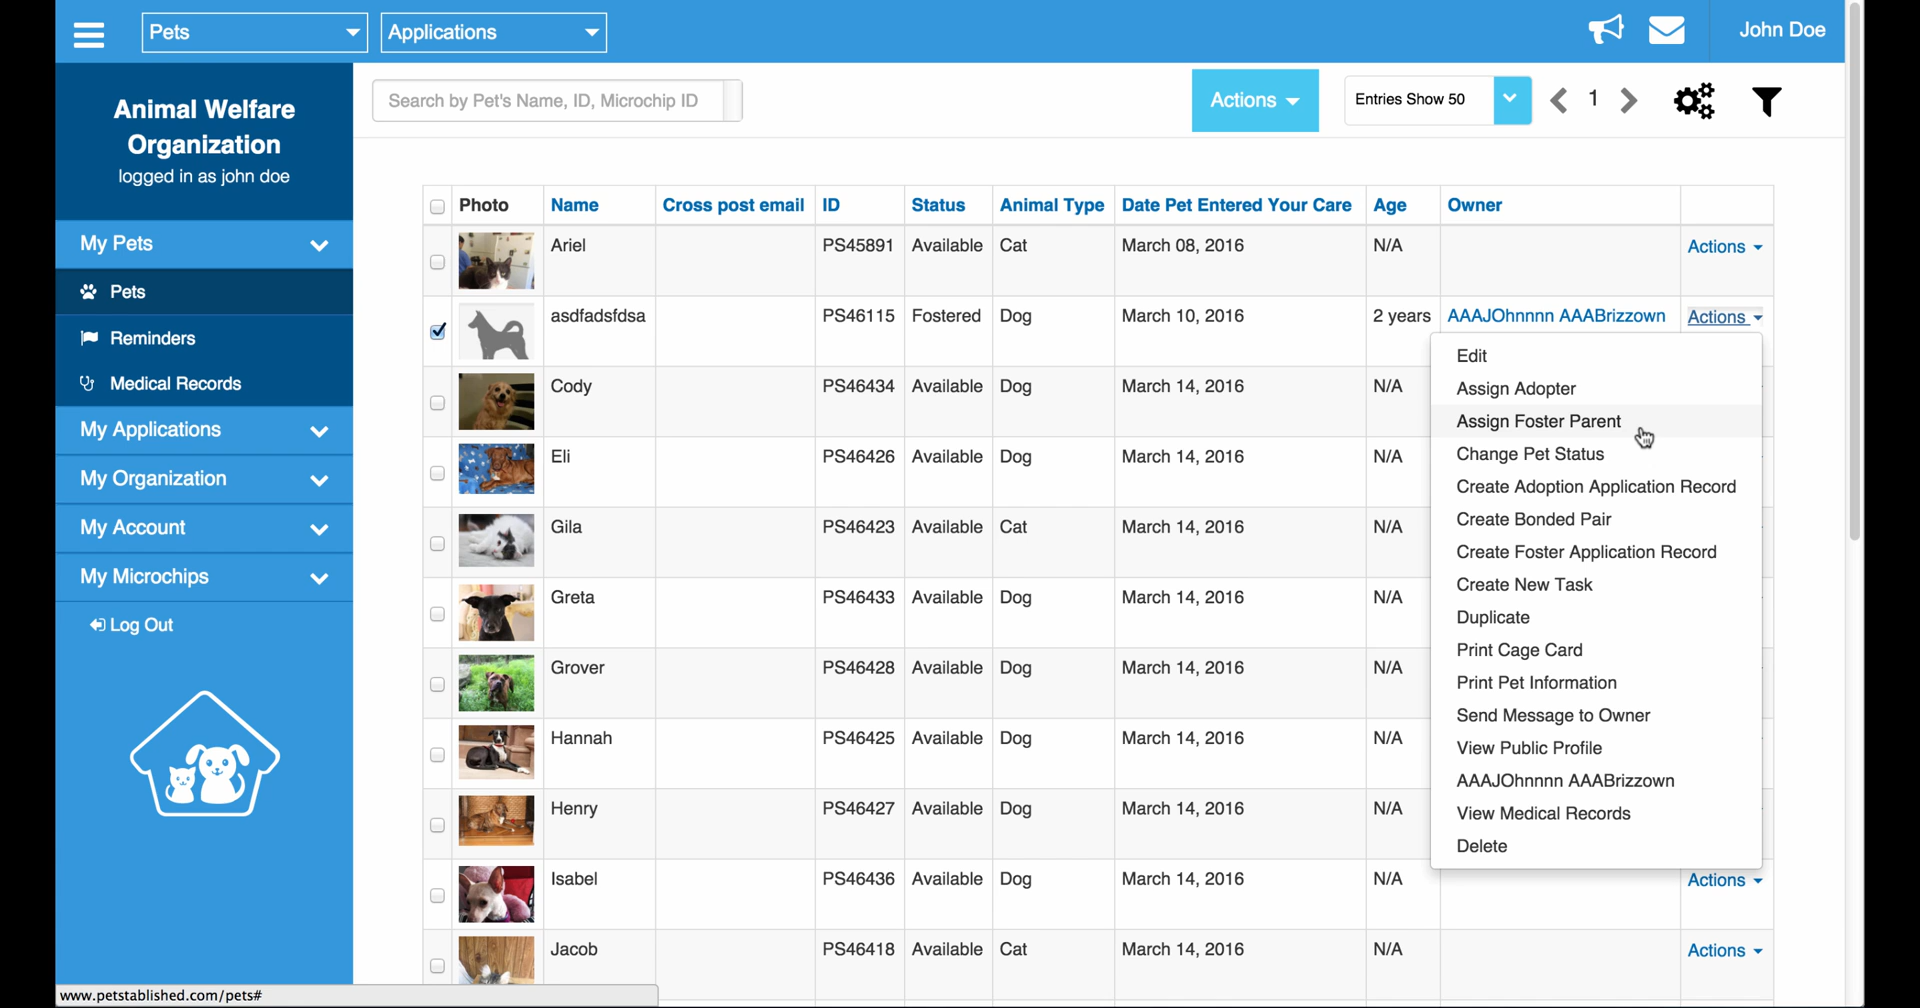 Pets
Applications
John Doe
Animal Welfare
Organization
logged in as john doe
My Pets
Pets
Reminders
Medical Records
My Applications
My Organization
My Account
My Microchips
Log Out
Search by Pet's Name, ID, Microchip ID
Actions
Entries Show 50
1
Photo Name Cross post email ID Status Animal Type Date Pet Entered Your Care Age Owner
Ariel PS45891 Available Cat March 08, 2016 N/A Actions
asdfadsfdsa PS46115 Fostered Dog March 10, 2016 2 years AAAJOhnnnn AAABrizzown Actions
Cody PS46434 Available Dog March 14, 2016 N/A
Eli PS46426 Available Dog March 14, 2016 N/A
Gila PS46423 Available Cat March 14, 2016 N/A
Greta PS46433 Available Dog March 14, 2016 N/A
Grover PS46428 Available Dog March 14, 2016 N/A
Hannah PS46425 Available Dog March 14, 2016 N/A
Henry PS46427 Available Dog March 14, 2016 N/A
Isabel PS46436 Available Dog March 14, 2016 N/A Actions
Jacob PS46418 Available Cat March 14, 2016 N/A Actions
Edit
Assign Adopter
Assign Foster Parent
Change Pet Status
Create Adoption Application Record
Create Bonded Pair
Create Foster Application Record
Create New Task
Duplicate
Print Cage Card
Print Pet Information
Send Message to Owner
View Public Profile
AAAJOhnnnn AAABrizzown
View Medical Records
Delete
www.petstablished.com/pets#